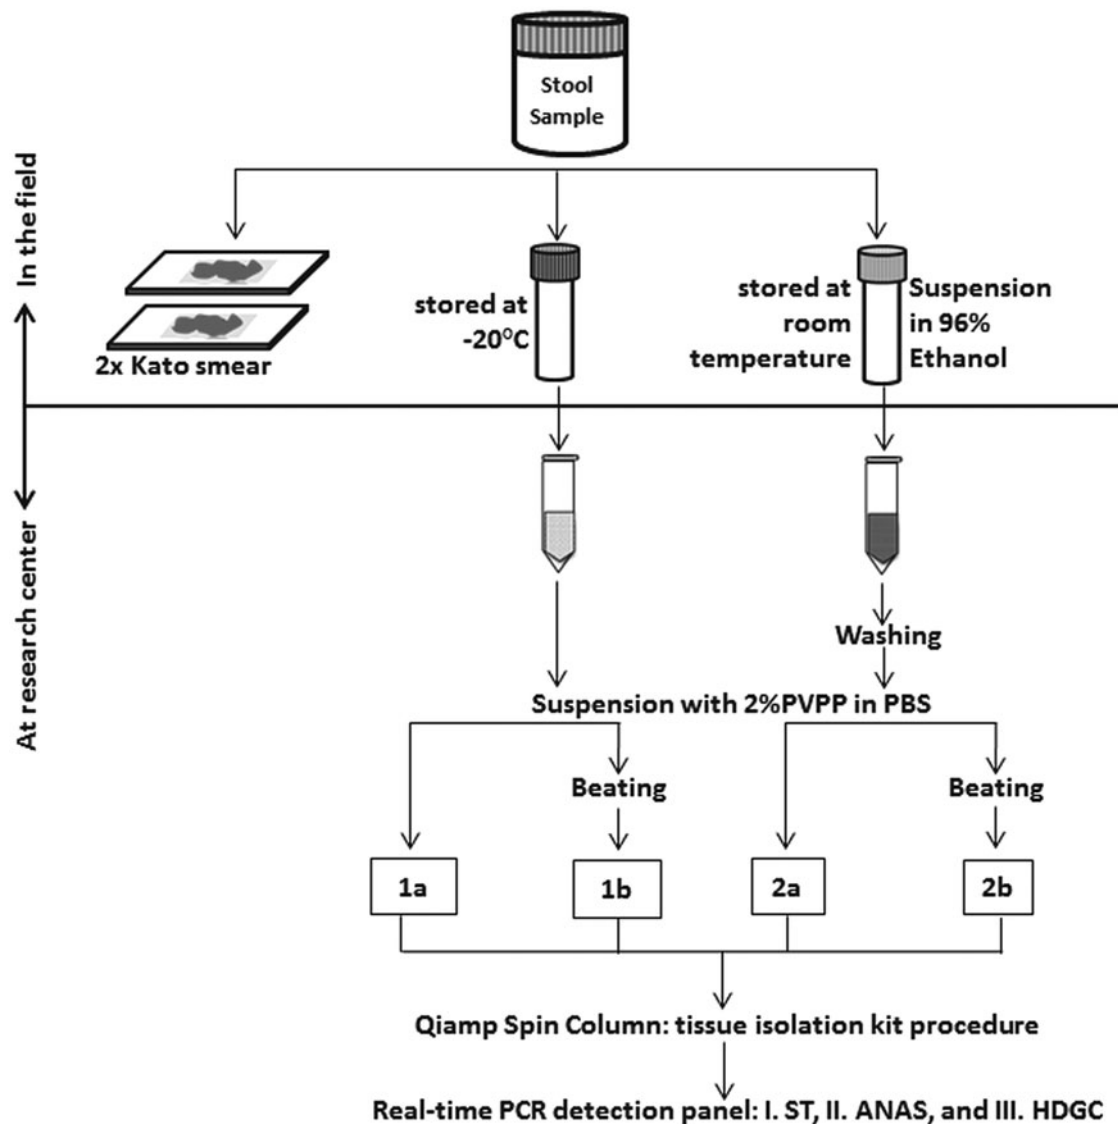 Stool
Sample
In the field
2x Kato smear
stored at
-20°C
stored at
room
temperature
Suspension
in 96%
Ethanol
At research center
Washing
Suspension with 2%PVPP in PBS
Beating
Beating
1a
1b
2a
2b
Qiamp Spin Column: tissue isolation kit procedure
Real-time PCR detection panel: I. ST, II. ANAS, and III. HDGC